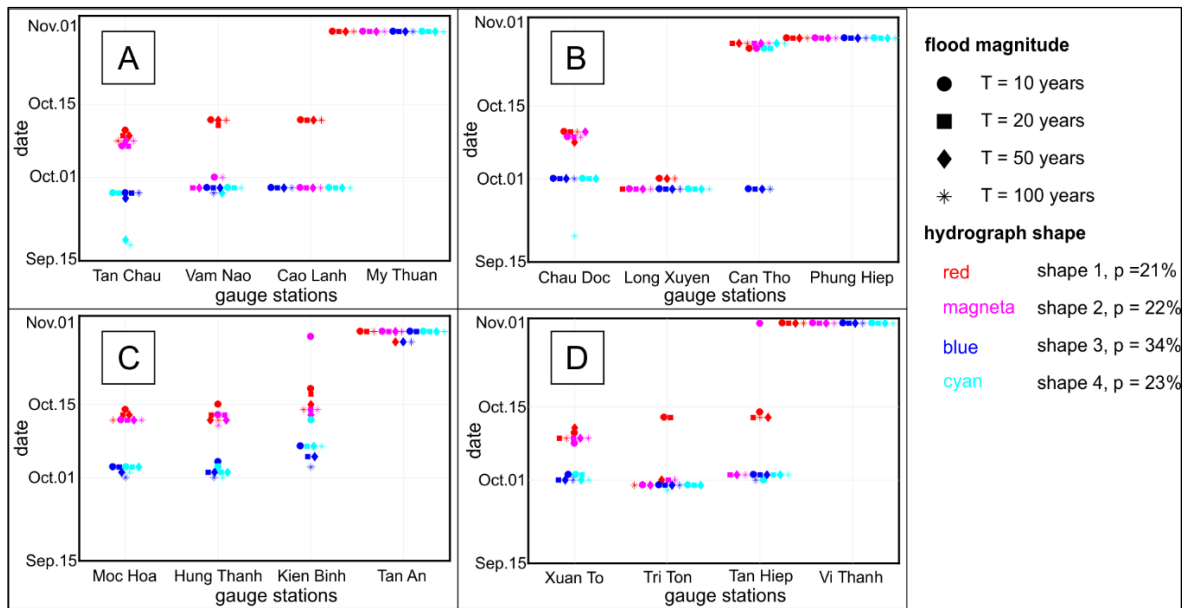 A
Nov.01
Oct.15
Oct.01
Sep.15
date
Tan Chau Vam Nao Cao Lanh My Thuan
gauge stations
B
Nov.01
Oct.15
Oct.01
Sep.15
date
Chau Doc Long Xuyen Can Tho Phung Hiep
gauge stations
C
Nov.01
Oct.15
Oct.01
Sep.15
date
Moc Hoa Hung Thanh Kien Binh Tan An
gauge stations
D
Nov.01
Oct.15
Oct.01
Sep.15
date
Xuan To Tri Ton Tan Hiep Vi Thanh
gauge stations
flood magnitude
T = 10 years
T = 20 years
T = 50 years
T = 100 years
hydrograph shape
red shape 1, p =21%
magneta shape 2, p = 22%
blue shape 3, p = 34%
cyan shape 4, p = 23%